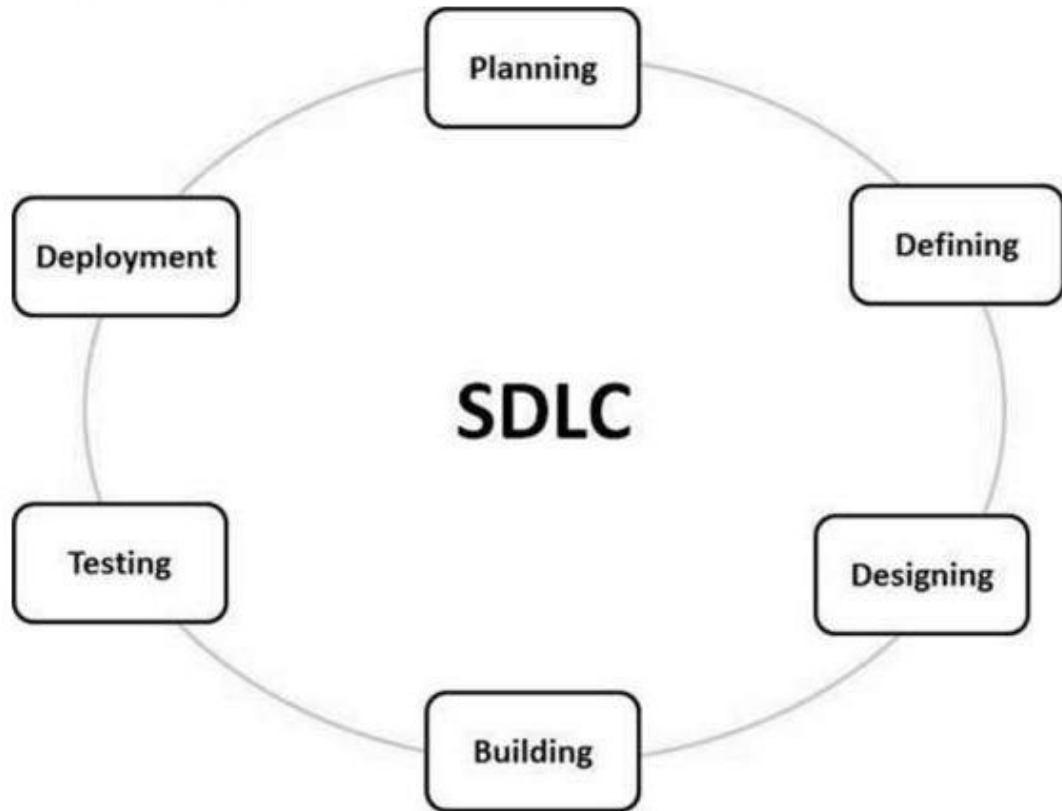 Planning
Defining
Designing
Building
Testing
Deployment
SDLC